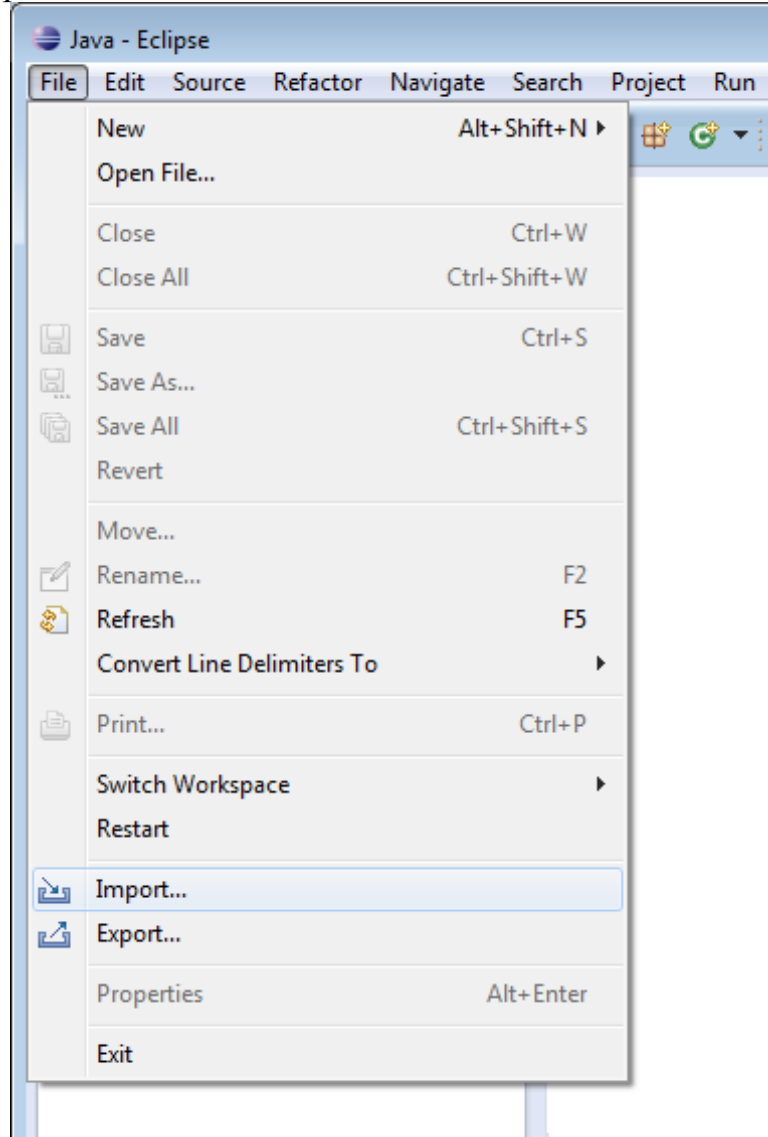 Java - Eclipse
File Edit Source Refactor Navigate Search Project Run
New Alt+Shift+N
Open File...
Close Ctrl+W
Close All Ctrl+Shift+W
Save Ctrl+S
Save As...
Save All Ctrl+Shift+S
Revert
Move...
Rename... F2
Refresh F5
Convert Line Delimiters To
Print... Ctrl+P
Switch Workspace
Restart
Import...
Export...
Properties Alt+Enter
Exit